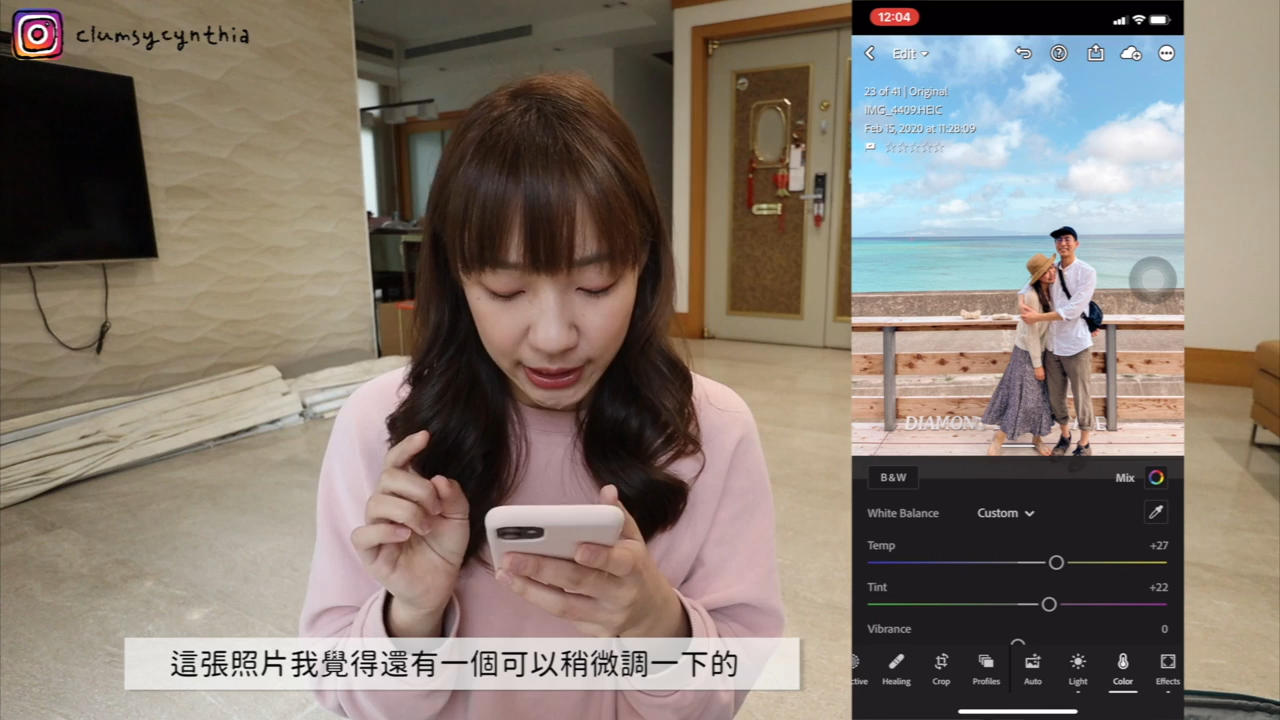 clumsycynthia
12:04
Edit
23 of 41 | Original
IMG_4409.HEIC
Feb 15, 2020 at 11:28:09
DIAMON
E
B&W
Mix
White Balance
Custom
Temp
+27
Tint
+22
Vibrance
0
ctive
Healing
Crop
Profiles
Auto
Light
Color
Effects
這張照片我覺得還有一個可以稍微調一下的